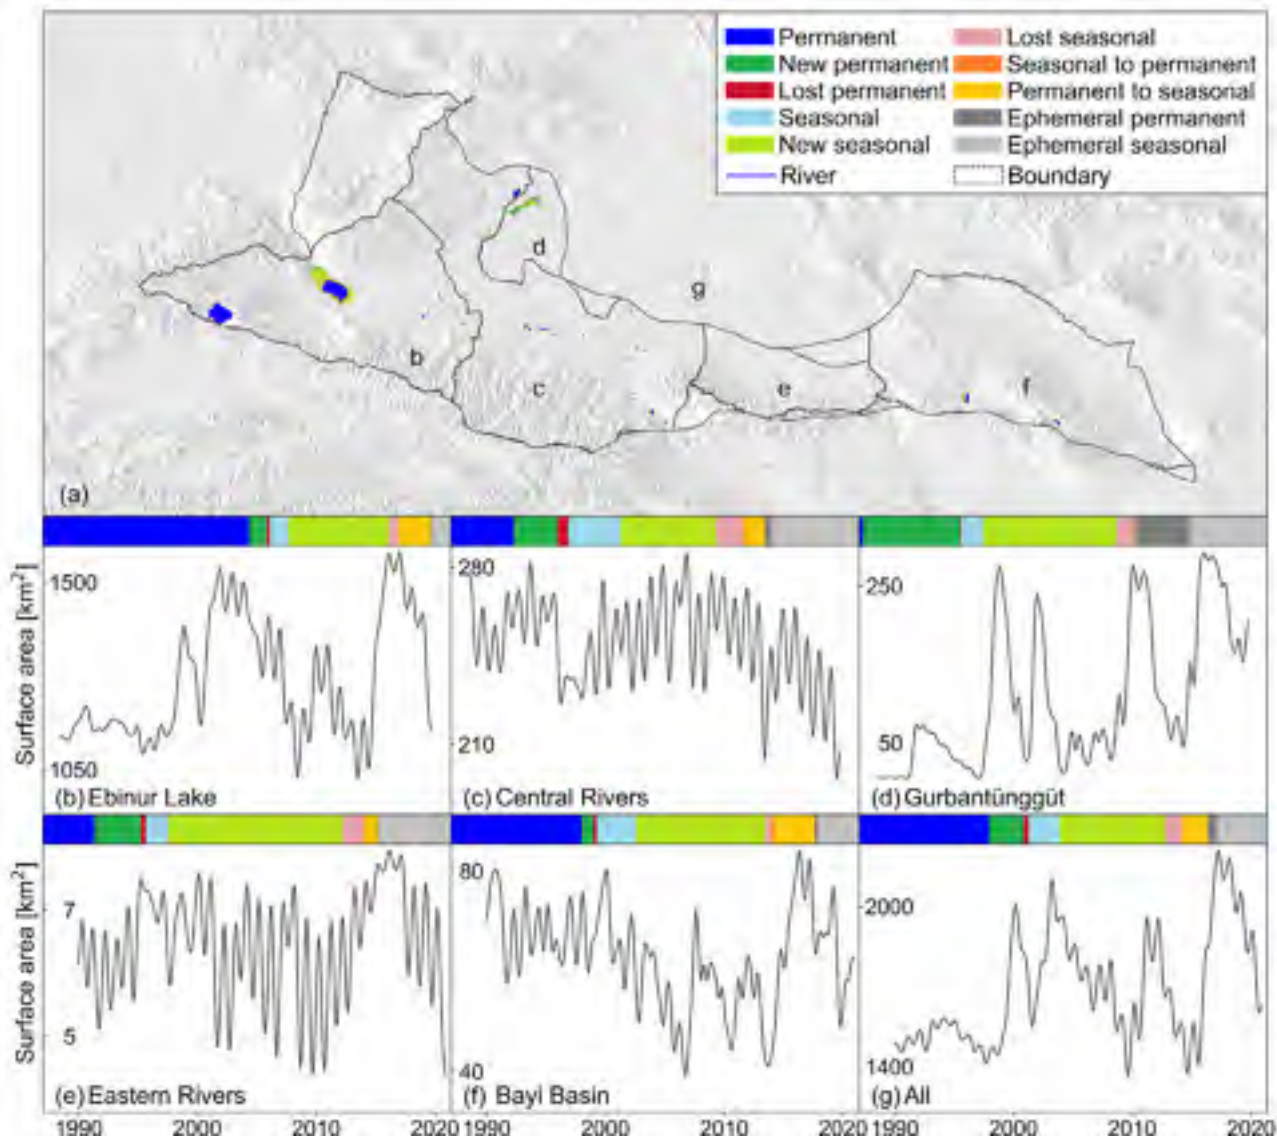 Permanent
Lost seasonal
New permanent
Seasonal to permanent
Lost permanent
Permanent to seasonal
Seasonal
Ephemeral permanent
New seasonal
Ephemeral seasonal
River
Boundary
d
g
b
c
e
f
(a)
Surface area [km²]
1500
1050
(b) Ebinur Lake
280
210
(c) Central Rivers
250
50
(d) Gurbantünggüt
Surface area [km²]
7
5
(e) Eastern Rivers
80
40
(f) Bayi Basin
2000
1400
(g) All
1990 2000 2010 2020 1990 2000 2010 2020 1990 2000 2010 2020